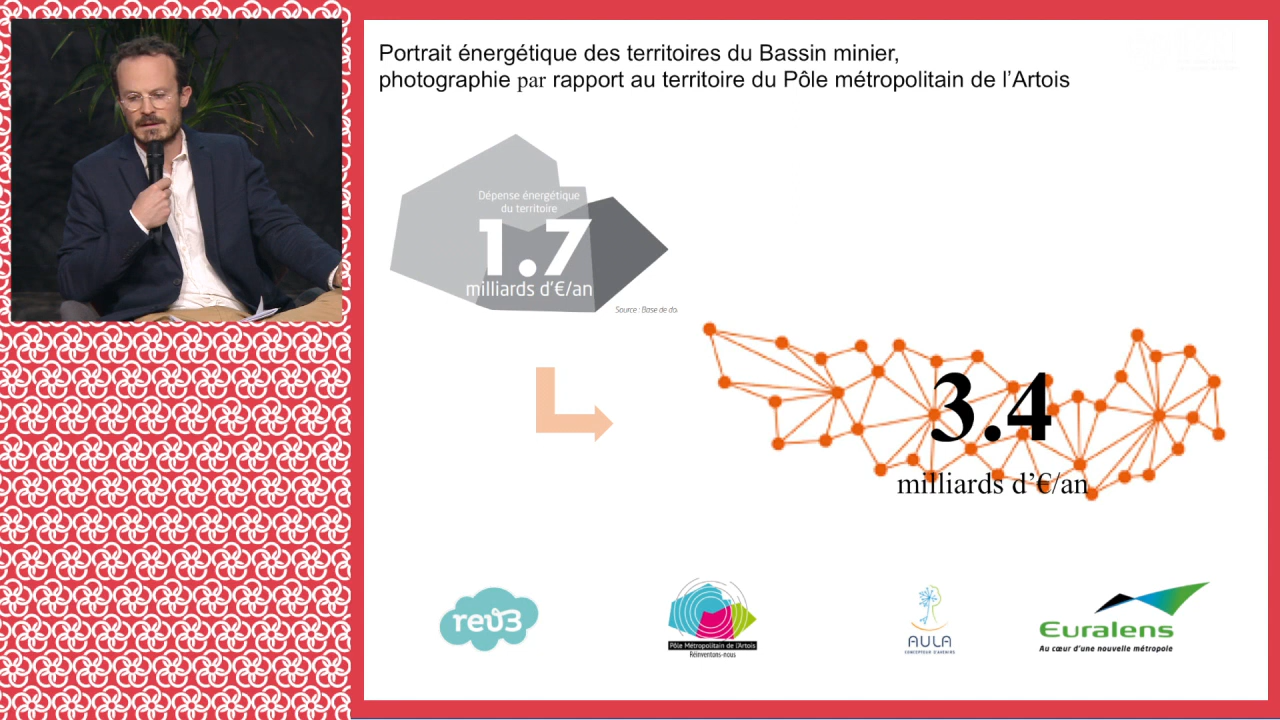 Portrait énergétique des territoires du Bassin minier,
photographie par rapport au territoire du Pôle métropolitain de l’Artois
Dépense énergétique
du territoire
1.7
milliards d’€/an
Source : Base de do
3.4
milliards d’€/an
rev3
Pôle Métropolitain de l’Artois
Réinventons-nous
AULA
CONCEPTEUR D’AVENIRS
Euralens
Au cœur d’une nouvelle métropole